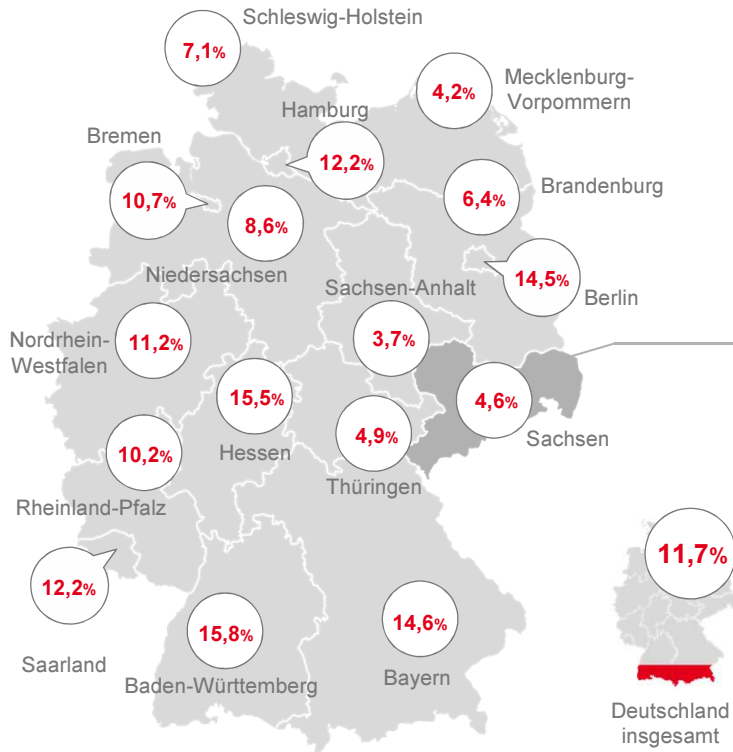 Schleswig-Holstein
7,1%
Mecklenburg-
Vorpommern
4,2%
Hamburg
12,2%
Bremen
10,7%
Brandenburg
6,4%
8,6%
Niedersachsen
Sachsen-Anhalt
3,7%
14,5%
Berlin
Nordrhein-
Westfalen
11,2%
15,5%
Hessen
4,9%
Thüringen
4,6%
Sachsen
10,2%
Rheinland-Pfalz
12,2%
Saarland
15,8%
Baden-Württemberg
14,6%
Bayern
11,7%
Deutschland
insgesamt